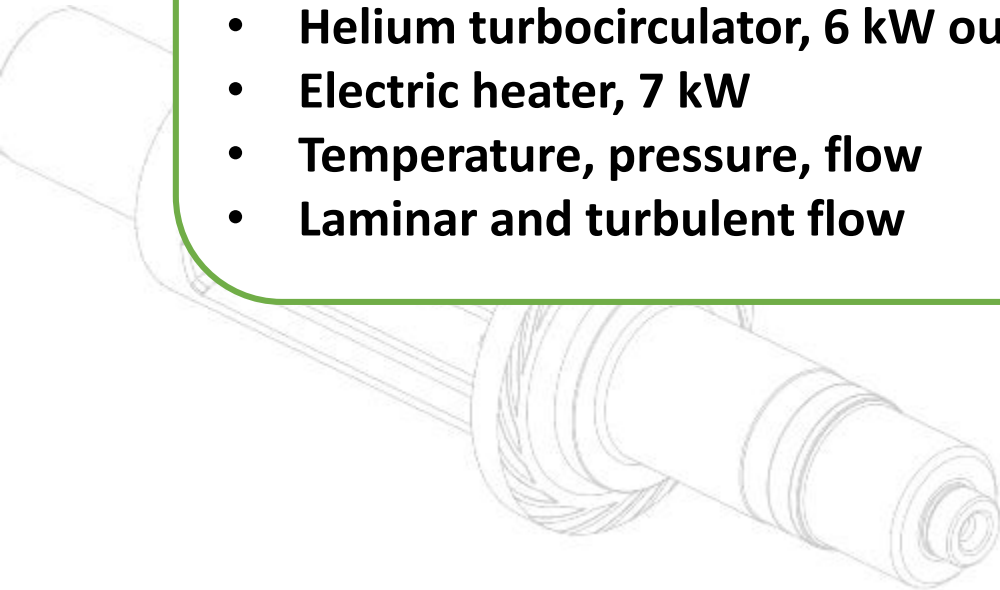 • Helium turbocirculator, 6 kW
• Electric heater, 7 kW
• Temperature, pressure, flow
• Laminar and turbulent flow